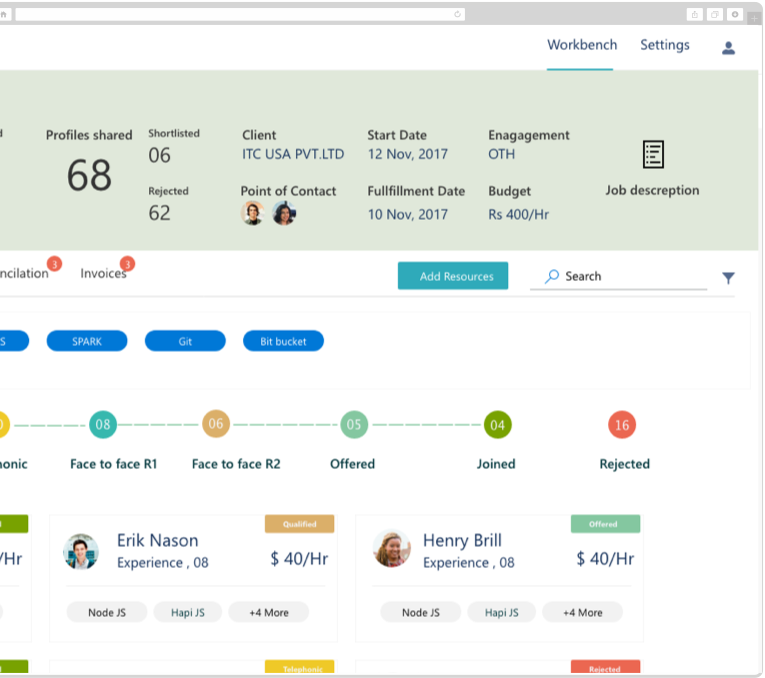 Workbench Settings
Profiles shared
68
Shortlisted
06
Rejected
62
Client
ITC USA PVT.LTD
Point of Contact
Start Date
12 Nov, 2017
Fullfillment Date
10 Nov, 2017
Enagagement
OTH
Budget
Rs 400/Hr
Job descreption
ncilation 3 Invoices 3
Add Resources
Search
S SPARK Git Bit bucket
08 06 05 04 16
onic Face to face R1 Face to face R2 Offered Joined Rejected
/Hr
Qualified
Erik Nason
Experience , 08
$ 40/Hr
Node JS Hapi JS +4 More
Offered
Henry Brill
Experience , 08
$ 40/Hr
Node JS Hapi JS +4 More
Telephonic Rejected